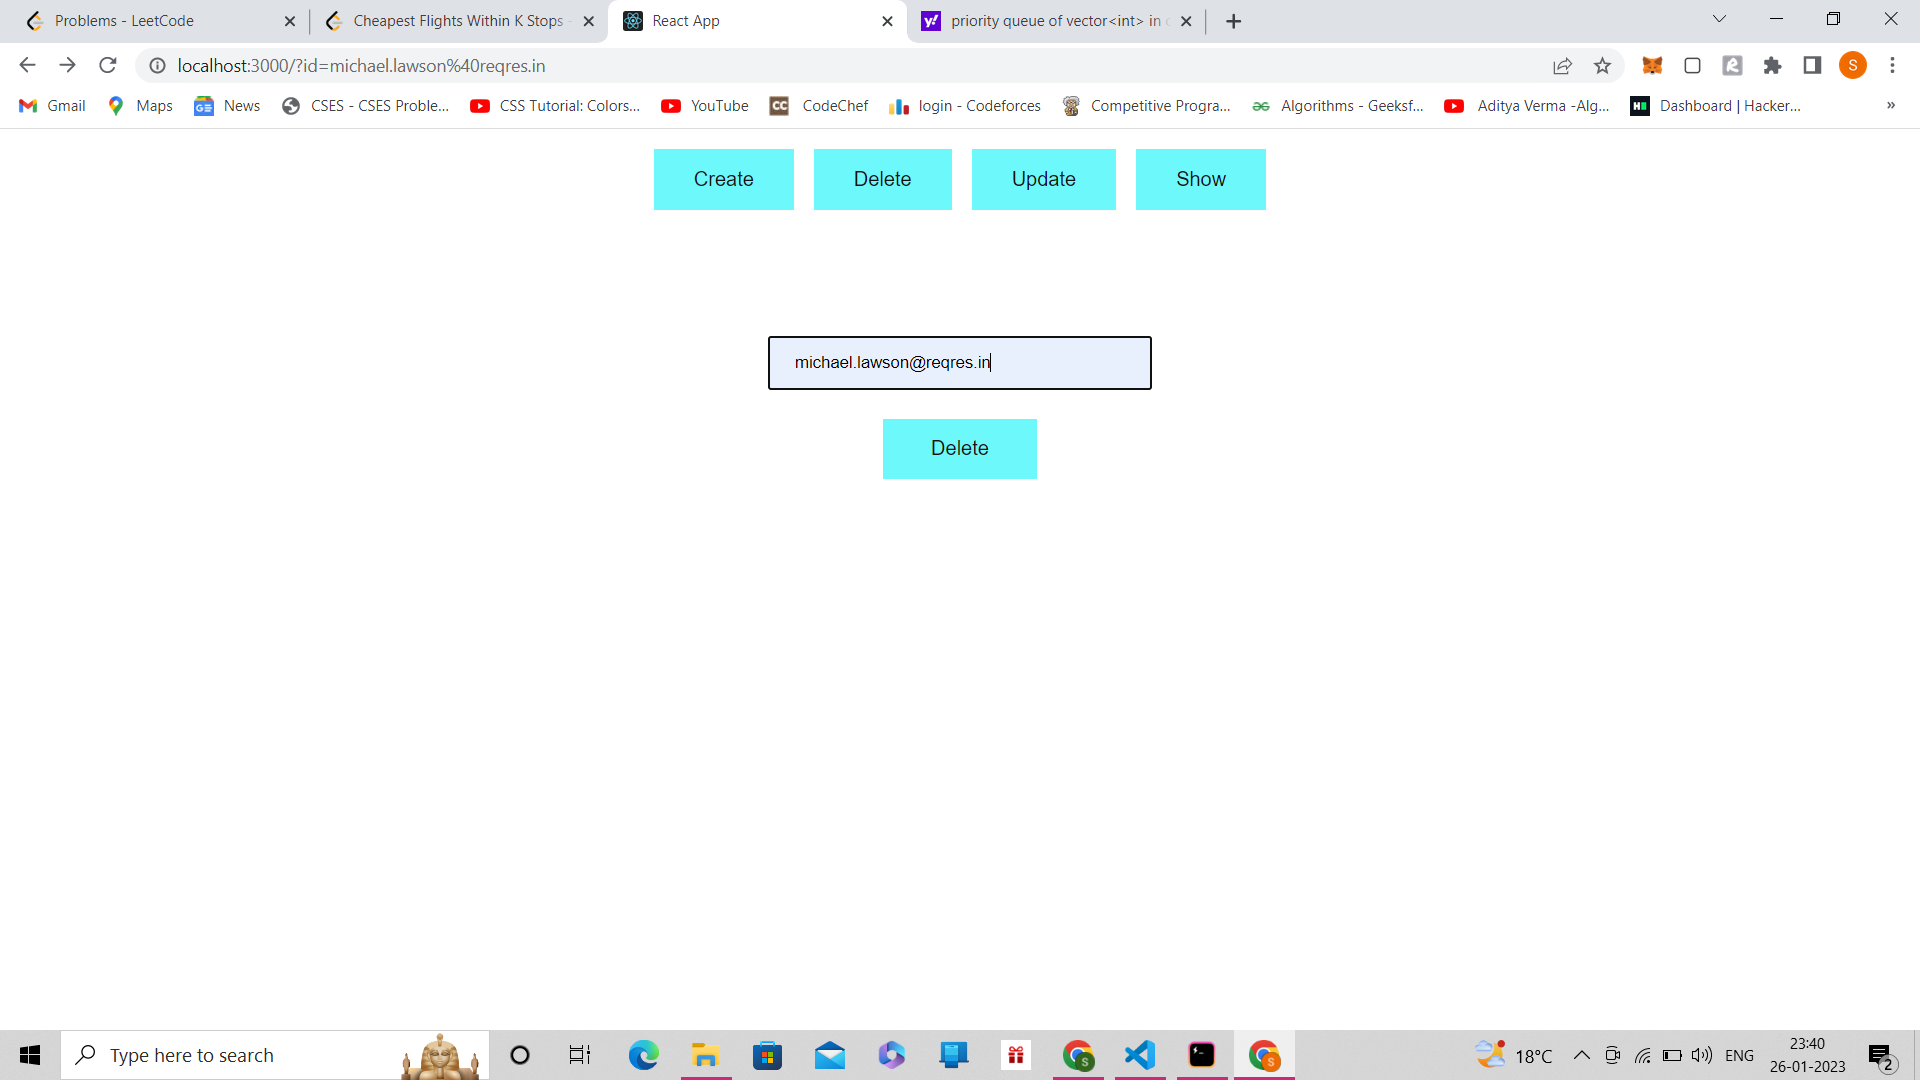 Problems - LeetCode
Cheapest Flights Within K Stops -
React App
priority queue of vector<int> in
localhost:3000/?id=michael.lawson%40reqres.in
S
Gmail
Maps
News
CSES - CSES Proble...
CSS Tutorial: Colors...
YouTube
CodeChef
login - Codeforces
Competitive Progra...
Algorithms - Geeksf...
Aditya Verma -Alg...
Dashboard | Hacker...
»
Create
Delete
Update
Show
michael.lawson@reqres.in
Delete
Type here to search
18°C
ENG
23:40
26-01-2023
2